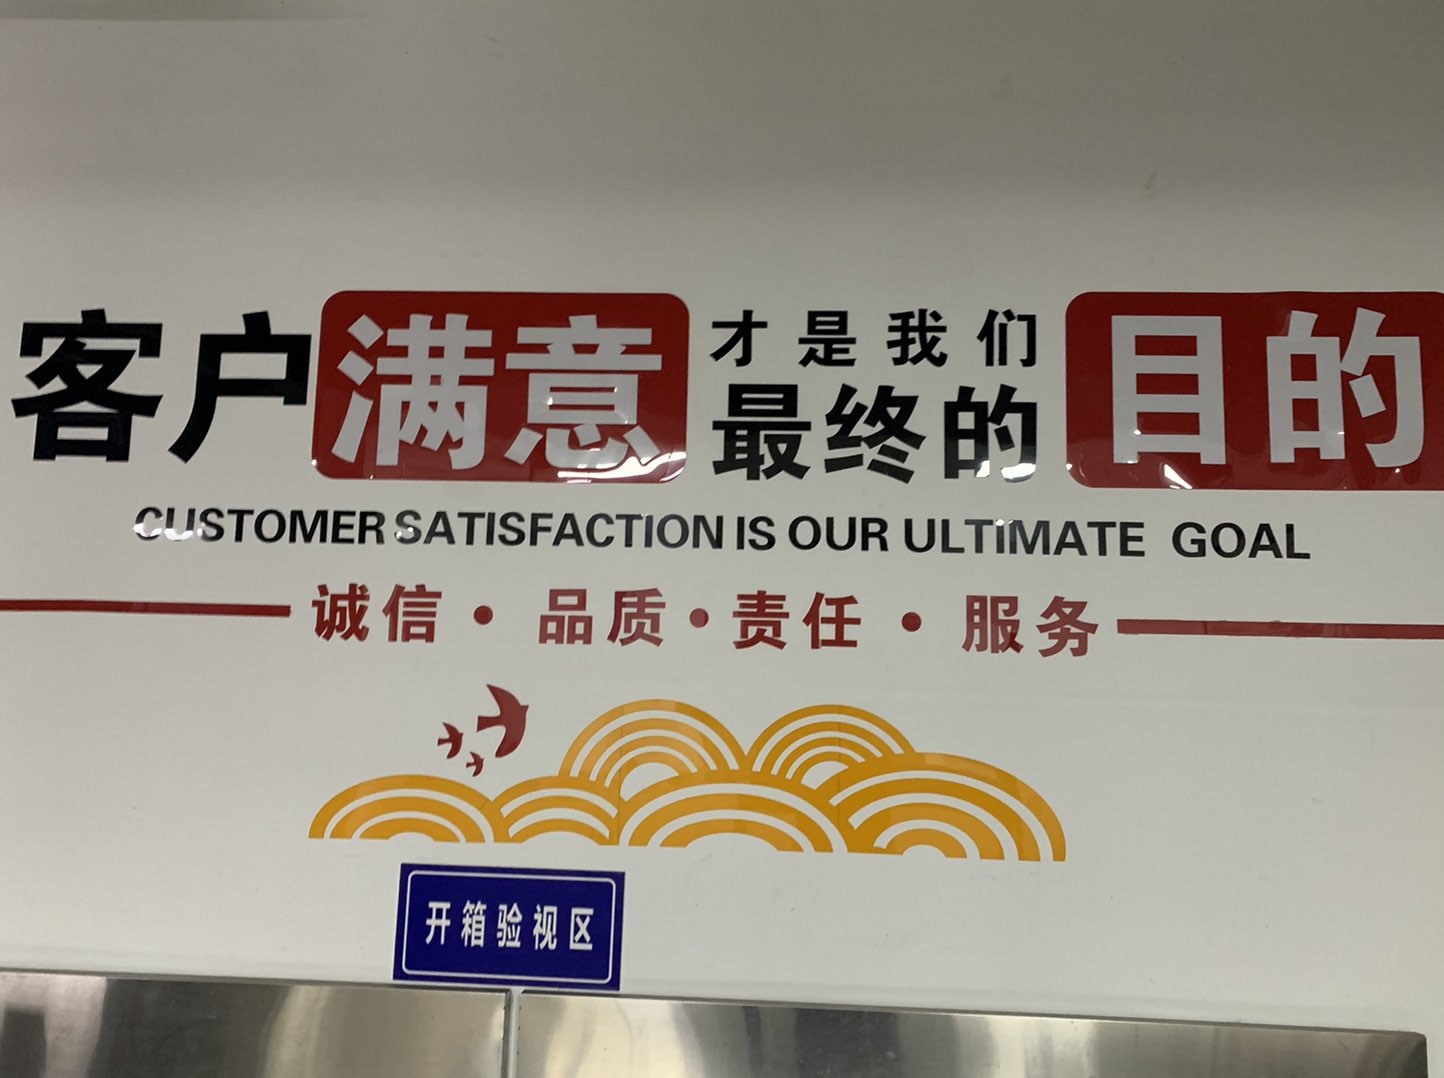 客户满意才是我们最终的目的
CUSTOMER SATISFACTION IS OUR ULTIMATE GOAL
诚信・品质・责任・服务
开箱验视区